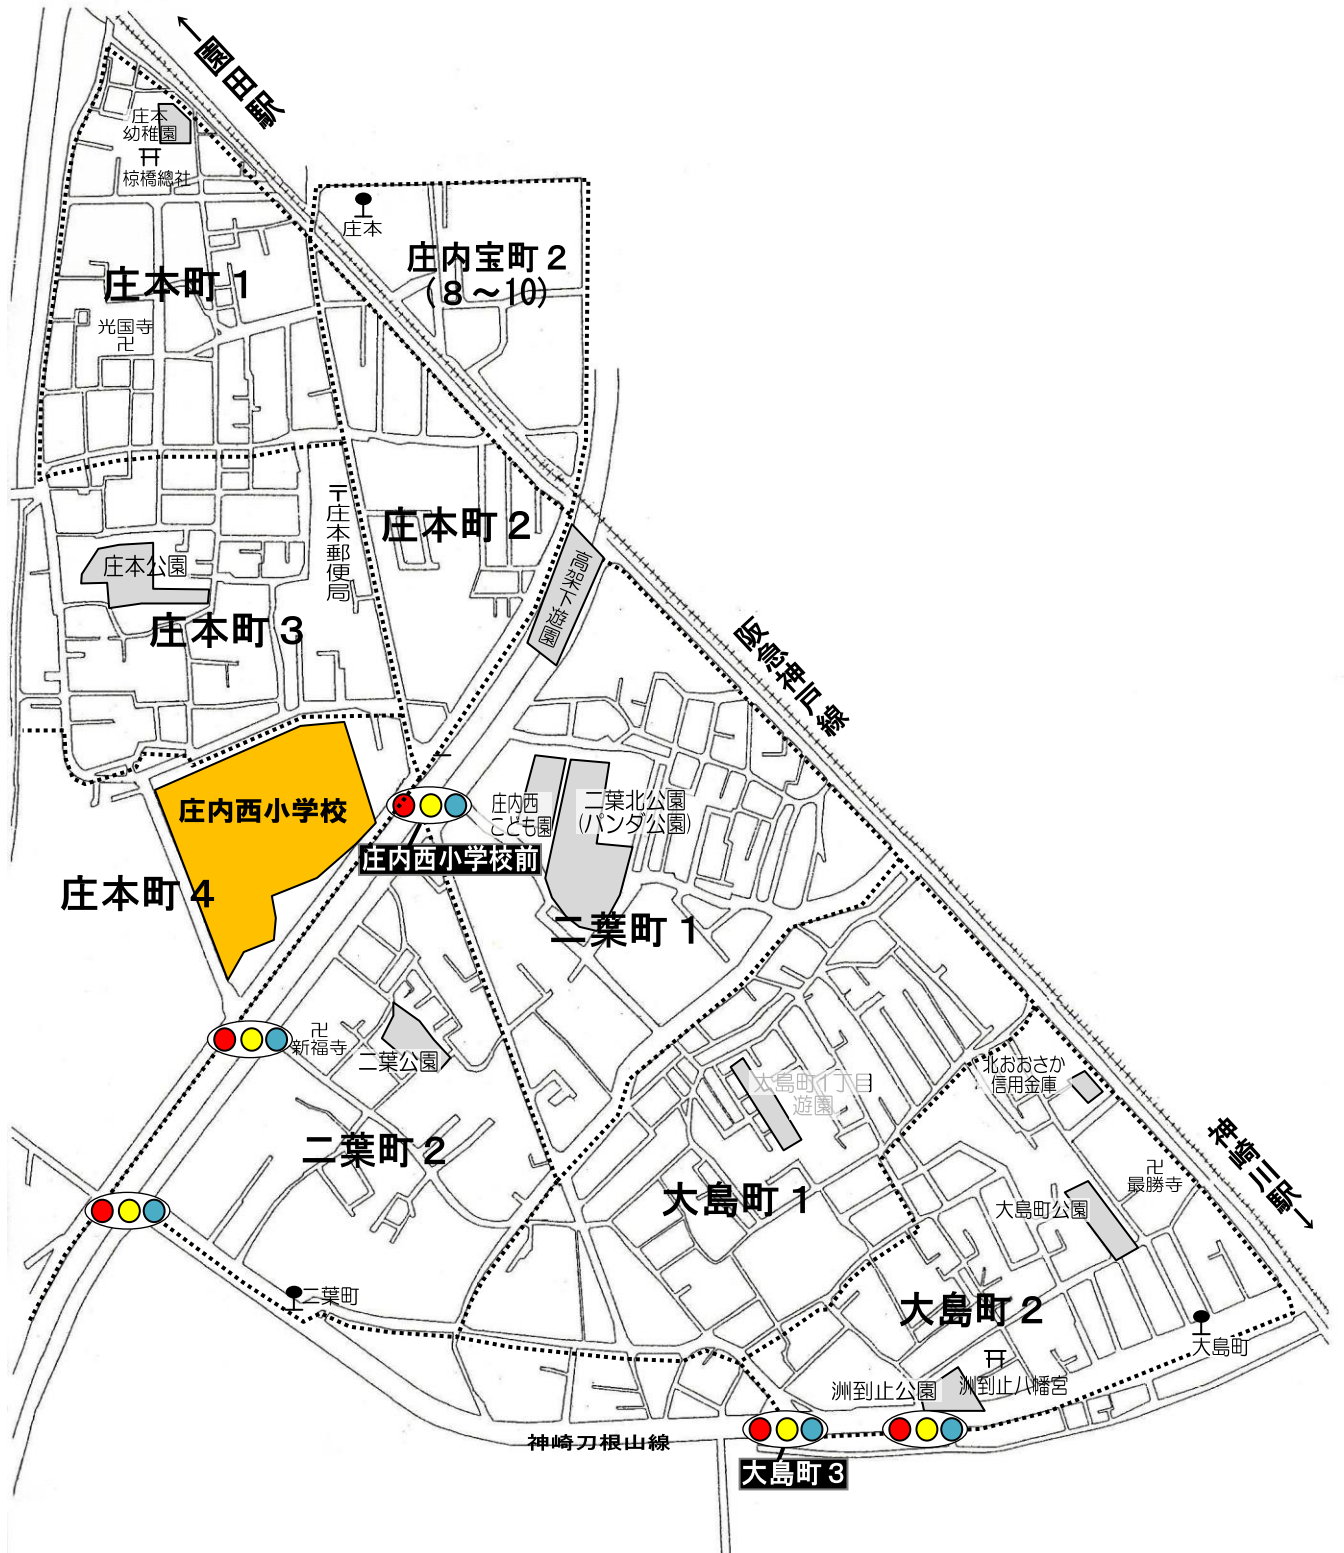 ←園田駅
庄本
幼稚園
椋橋總社
庄本
庄内宝町２
（８～10）
庄本町１
光国寺
卍
〒庄本郵便局
庄本町２
高架下遊園
庄本公園
庄本町３
阪急神戸線
庄内西小学校
庄内西
こども園
二葉北公園
(パンダ公園)
庄内西小学校前
庄本町４
二葉町１
卍
新福寺
二葉公園
北おおさか
信用金庫
大島町1丁目
遊園
二葉町２
神崎川駅→
卍
最勝寺
大島町１
大島町公園
二葉町
大島町２
大島町
洲到止公園
洲到止八幡宮
神崎刀根山線
大島町３